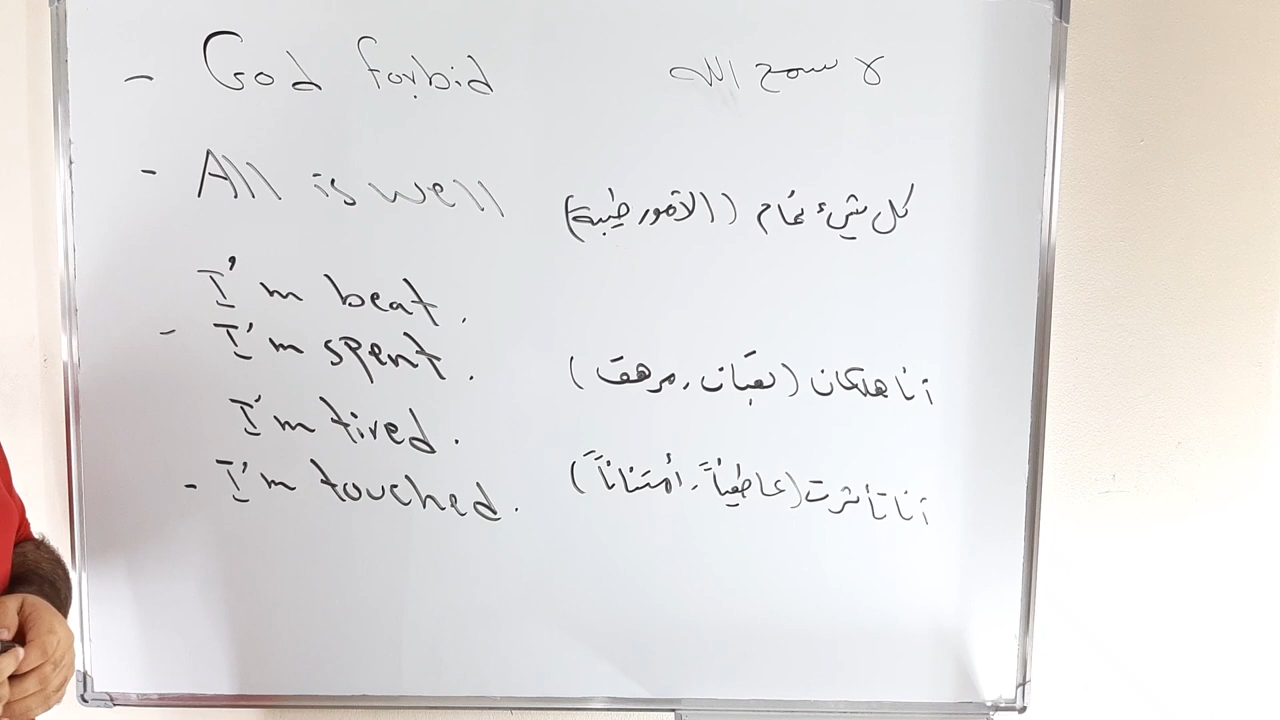 - God forbid لا سمح الله
- All is well كل شيء تمام (الأمور طيبة)
I'm beat.
- I'm spent.
أنا هلكان (تعبان، مرهق)
I'm tired.
- I'm touched. أنا تأثرت (عاطفياً، أمتناناً)